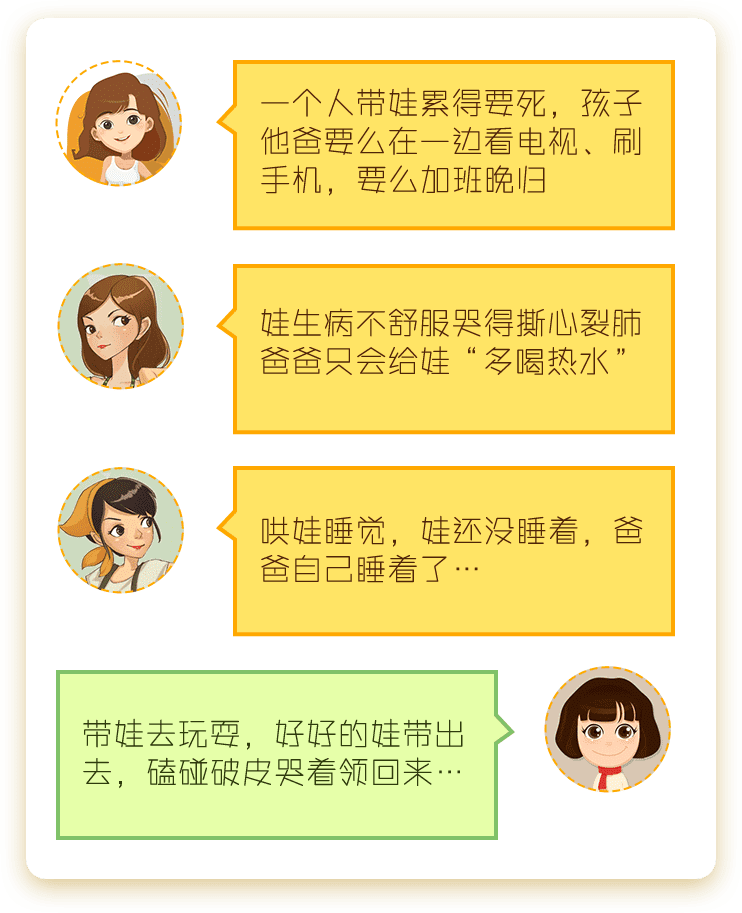 一个人带娃累得要死，孩子
他爸要么在一边看电视、刷
手机，要么加班晚归
娃生病不舒服哭得撕心裂肺
爸爸只会给娃“多喝热水”
哄娃睡觉，娃还没睡着，爸
爸自己睡着了…
带娃去玩耍，好好的娃带出
去，磕碰破皮哭着领回来…